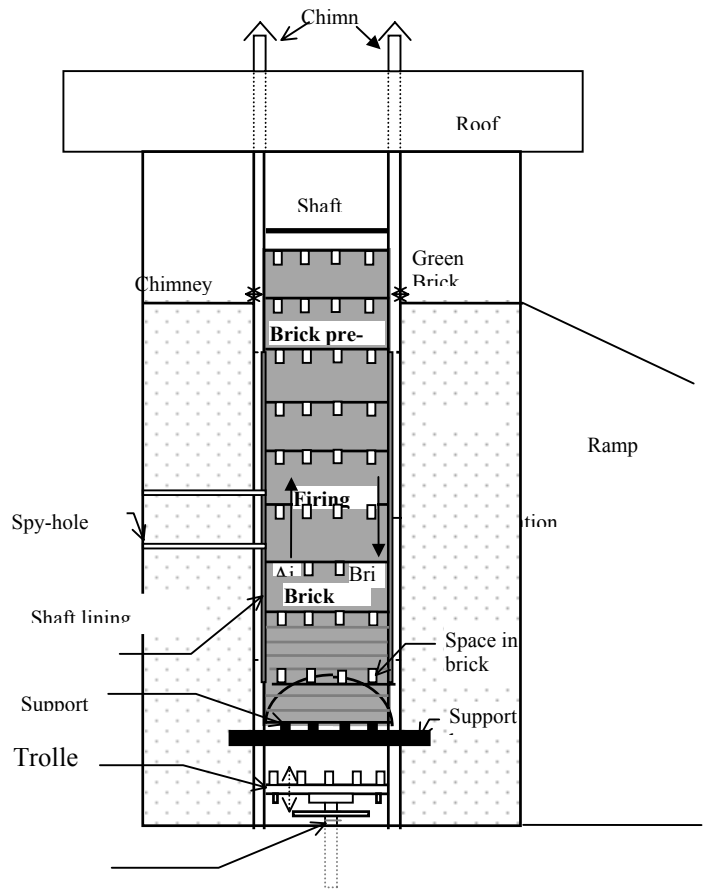 Chimn
Roof
Shaft
Green
Brick
Chimney
Brick pre-
Ramp
Firing
Spy-hole
ation
Ai
Bri
Brick
Shaft lining
Space in
brick
Support
Support
Trolle